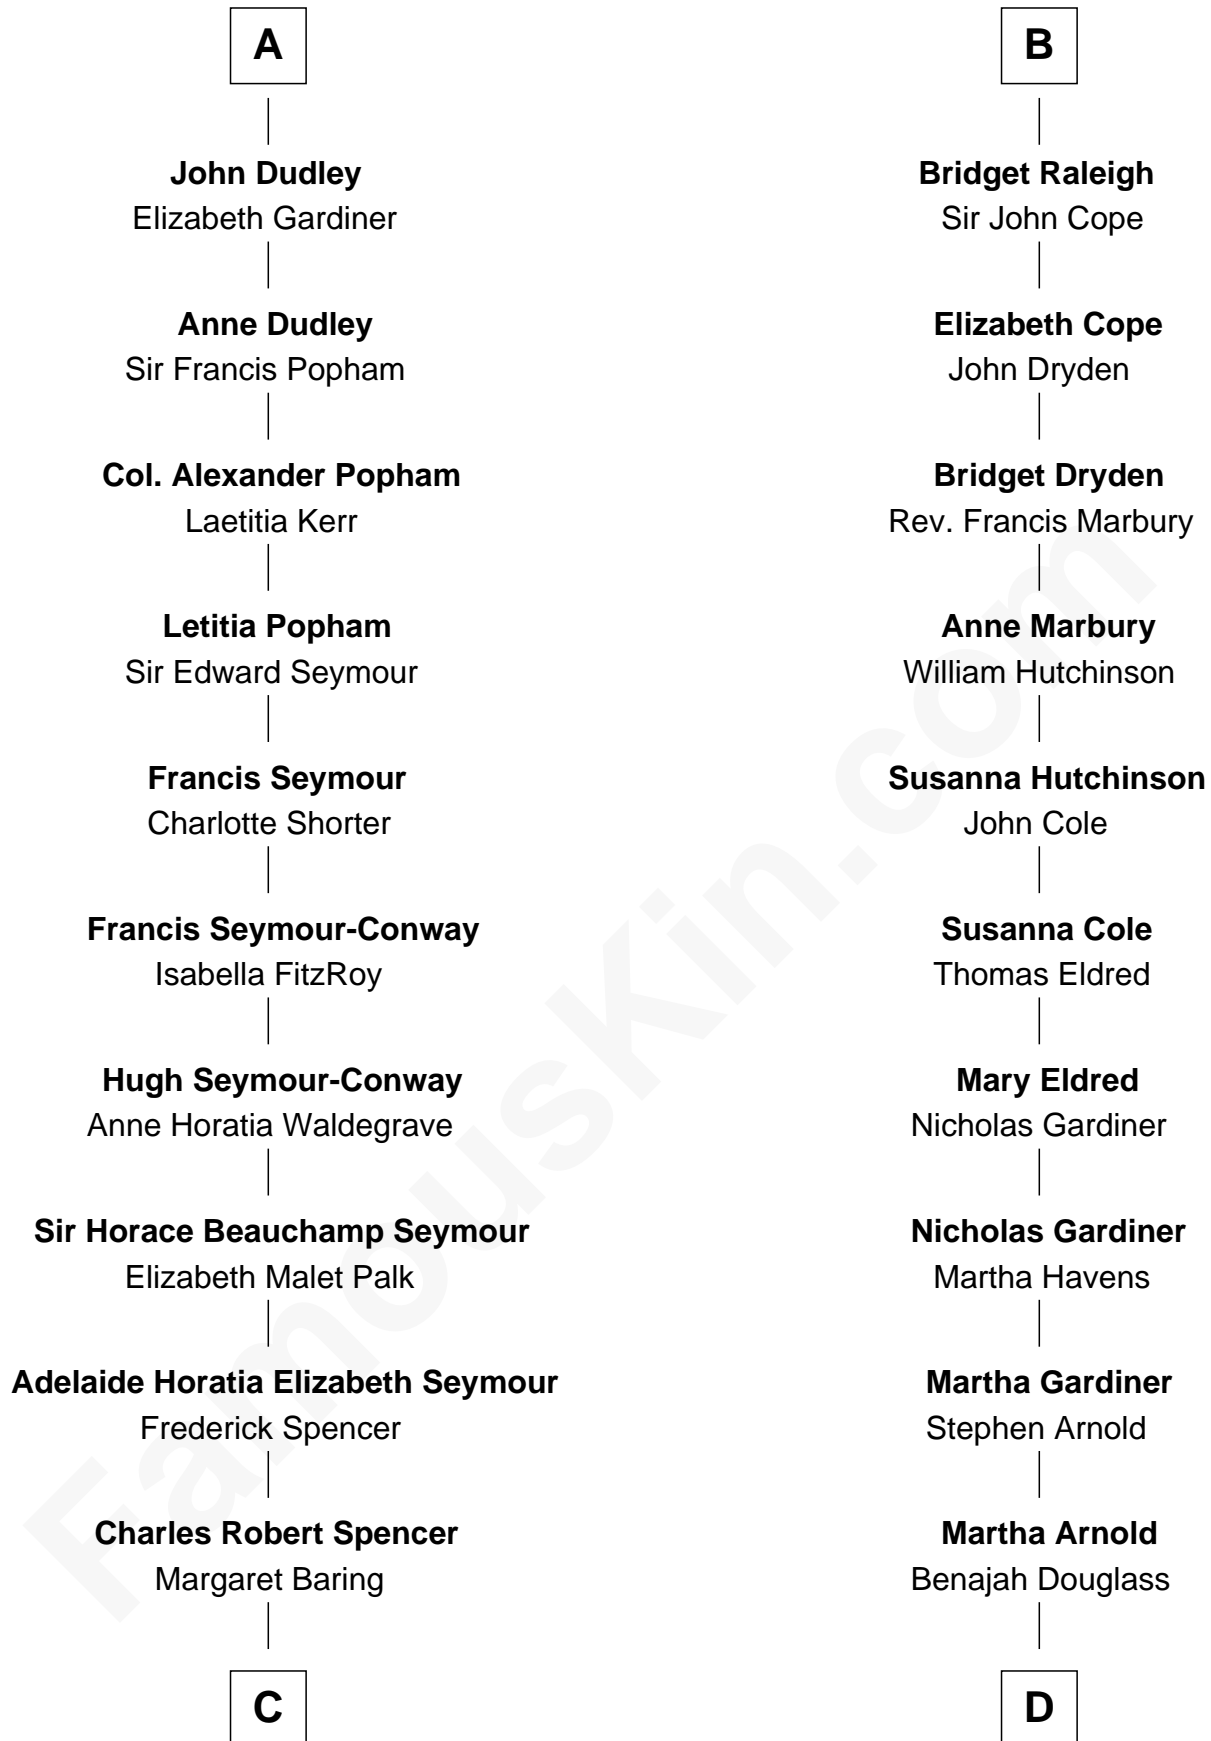 A
John Dudley
Elizabeth Gardiner
Anne Dudley
Sir Francis Popham
Col. Alexander Popham
Laetitia Kerr
Letitia Popham
Sir Edward Seymour
Francis Seymour
Charlotte Shorter
Francis Seymour-Conway
Isabella FitzRoy
Hugh Seymour-Conway
Anne Horatia Waldegrave
Sir Horace Beauchamp Seymour
Elizabeth Malet Palk
Adelaide Horatia Elizabeth Seymour
Frederick Spencer
Charles Robert Spencer
Margaret Baring
C
B
Bridget Raleigh
Sir John Cope
Elizabeth Cope
John Dryden
Bridget Dryden
Rev. Francis Marbury
Anne Marbury
William Hutchinson
Susanna Hutchinson
John Cole
Susanna Cole
Thomas Eldred
Mary Eldred
Nicholas Gardiner
Nicholas Gardiner
Martha Havens
Martha Gardiner
Stephen Arnold
Martha Arnold
Benajah Douglass
D
FamousKin.com